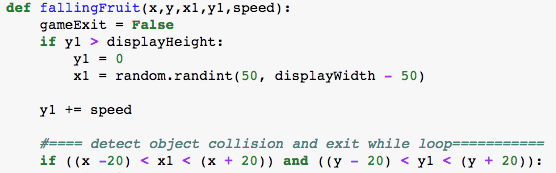 def fallingFruit(x,y,x1,y1,speed):
    gameExit = False
    if y1 > displayHeight:
        y1 = 0
        x1 = random.randint(50, displayWidth - 50)

    y1 += speed

    #==== detect object collision and exit while loop===========
    if ((x -20) < x1 < (x + 20)) and ((y - 20) < y1 < (y + 20)):